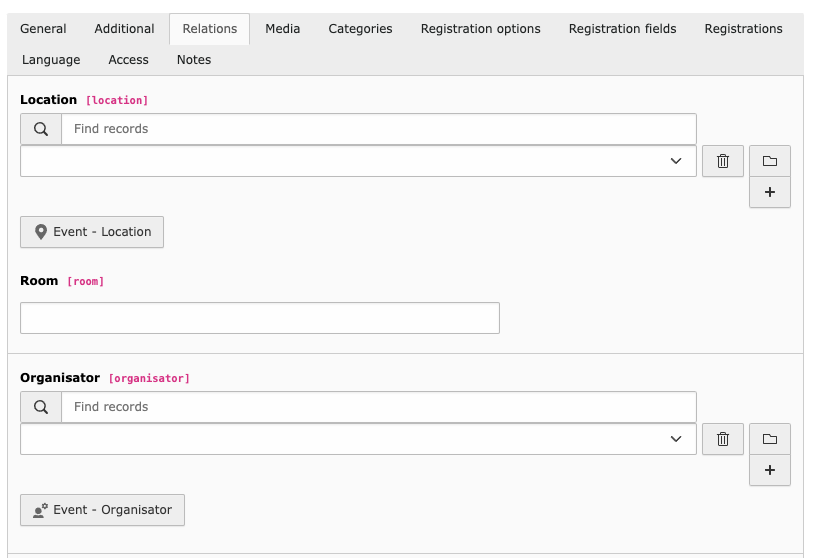 General Additional Relations Media Categories Registration options Registration fields Registrations
Language Access Notes
Location [location]
Find records
Event - Location
Room [room]
Organisator [organisator]
Find records
Event - Organisator